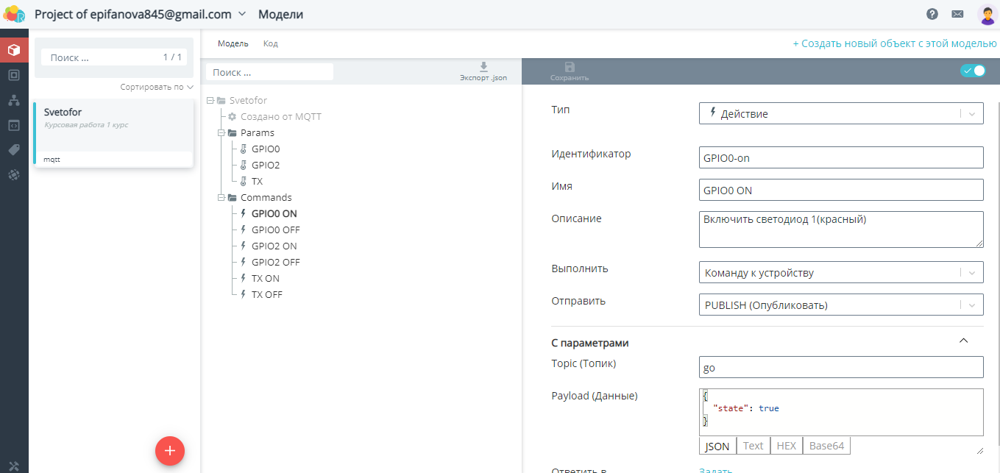 Project of epifanova845@gmail.com
Модели
Поиск ...
1 / 1
Сортировать по
Svetofor
Курсовая работа 1 курс
mqtt
Модель
Код
+ Создать новый объект с этой моделью
Поиск ...
Экспорт .json
Сохранить
Svetofor
Создано от MQTT
Params
GPIO0
GPIO2
TX
Commands
GPIO0 ON
GPIO0 OFF
GPIO2 ON
GPIO2 OFF
TX ON
TX OFF
Тип
Действие
Идентификатор
GPIO0-on
Имя
GPIO0 ON
Описание
Включить светодиод 1(красный)
Выполнить
Команду к устройству
Отправить
PUBLISH (Опубликовать)
С параметрами
Topic (Топик)
go
Payload (Данные)
{
"state": true
}
JSON
Text
HEX
Base64
Ответить в
Задать